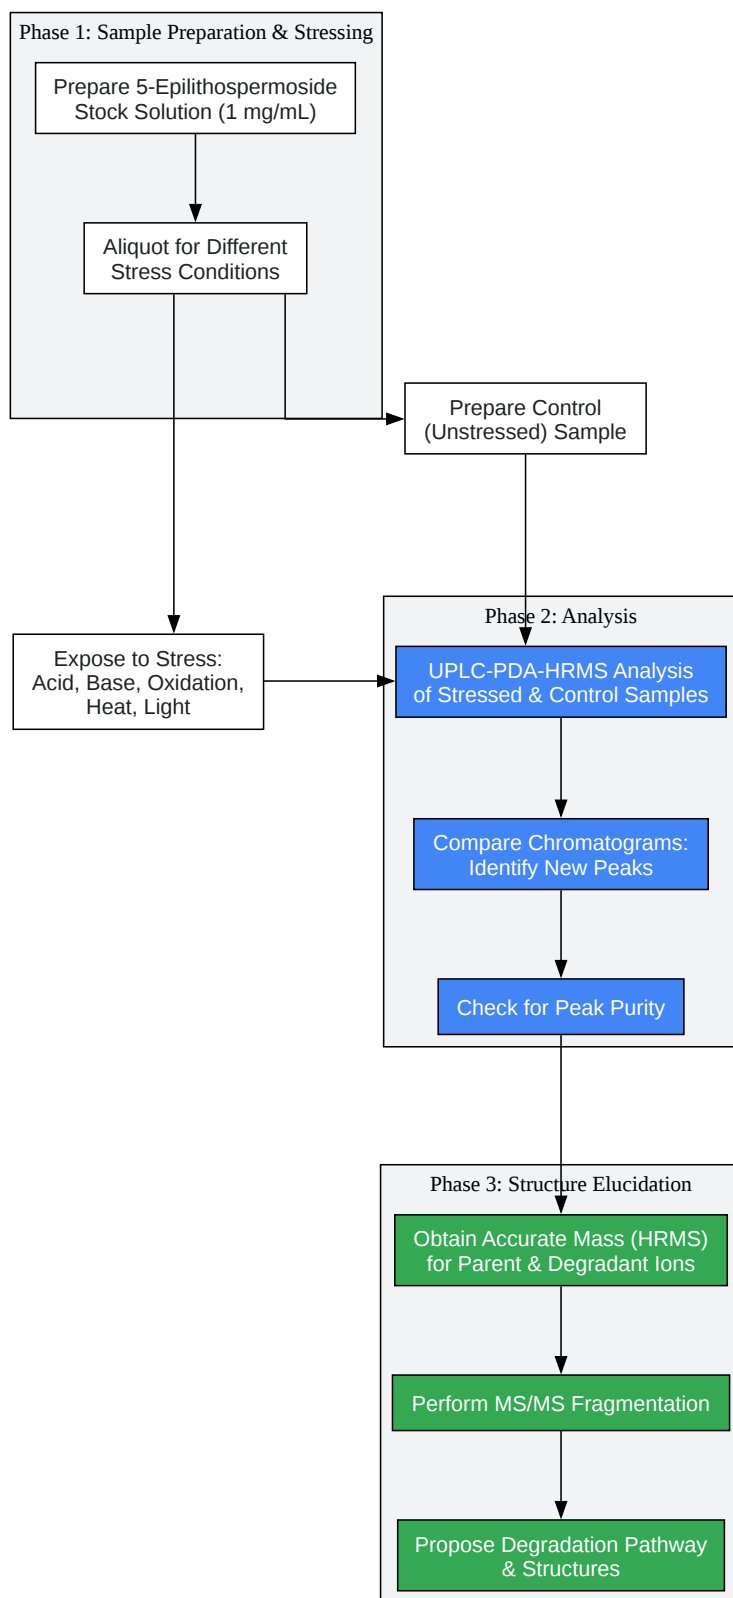 Phase 1: Sample Preparation & Stressing
Prepare 5-Epilithospermoside
Stock Solution (1 mg/mL)
Aliquot for Different
Stress Conditions
Prepare Control
(Unstressed) Sample
Expose to Stress:
Acid, Base, Oxidation,
Heat, Light
Phase 2: Analysis
UPLC-PDA-HRMS Analysis
of Stressed & Control Samples
Compare Chromatograms:
Identify New Peaks
Check for Peak Purity
Phase 3: Structure Elucidation
Obtain Accurate Mass (HRMS)
for Parent & Degradant Ions
Perform MS/MS Fragmentation
Propose Degradation Pathway
& Structures